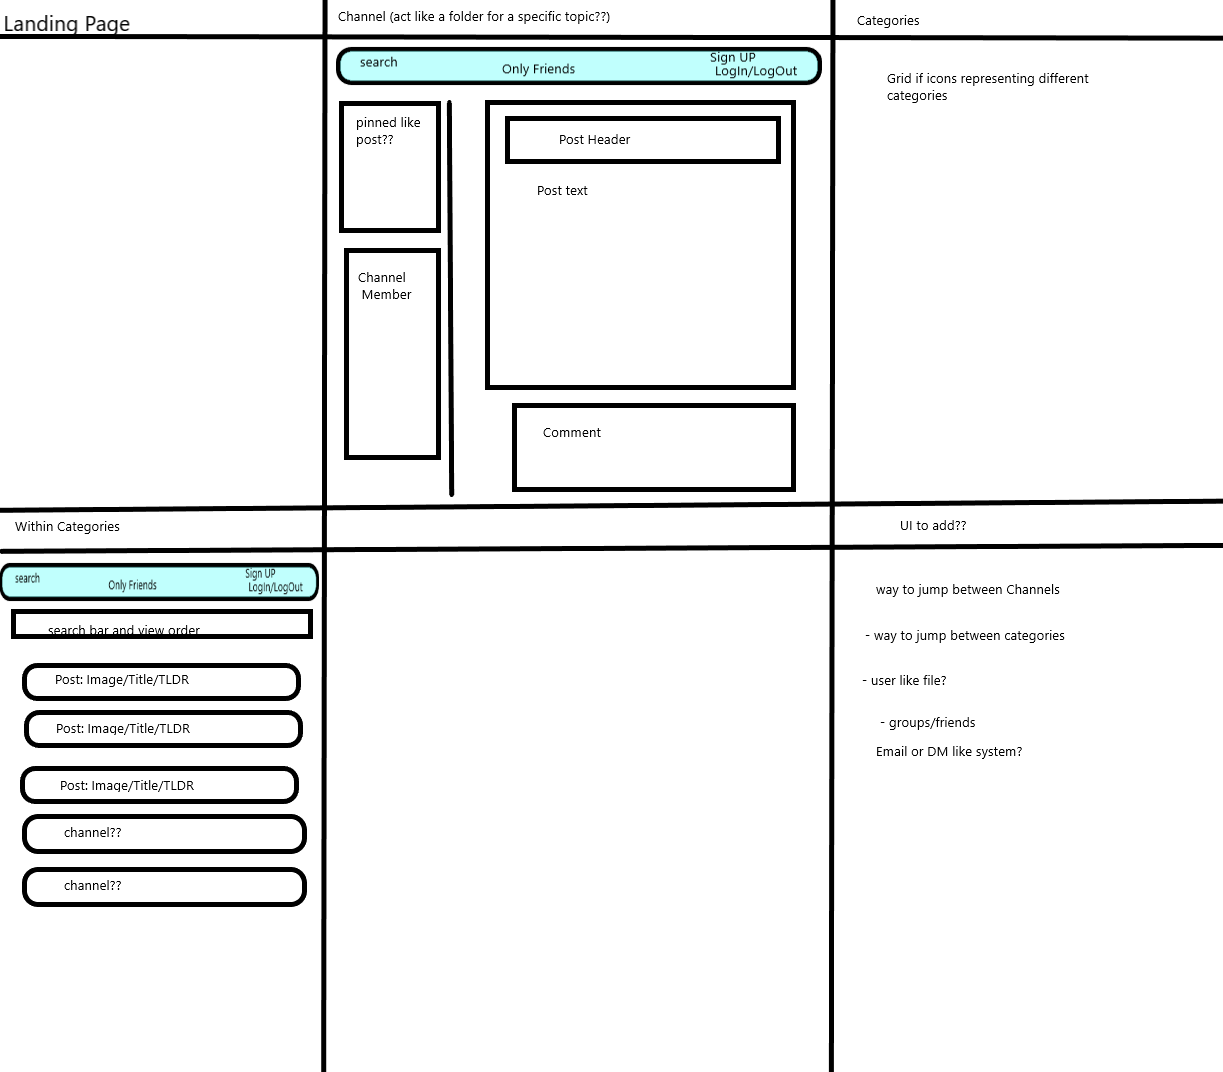 Landing Page
Channel (act like a folder for a specific topic??)
search
Only Friends
Sign UP
LogIn/LogOut
pinned like
post??
Channel
Member
Post Header
Post text
Comment
Categories
Grid if icons representing different
categories
Within Categories
search
Only Friends
Sign UP
LogIn/LogOut
search bar and view order
Post: Image/Title/TLDR
Post: Image/Title/TLDR
Post: Image/Title/TLDR
channel??
channel??
UI to add??
way to jump between Channels
- way to jump between categories
- user like file?
- groups/friends
Email or DM like system?